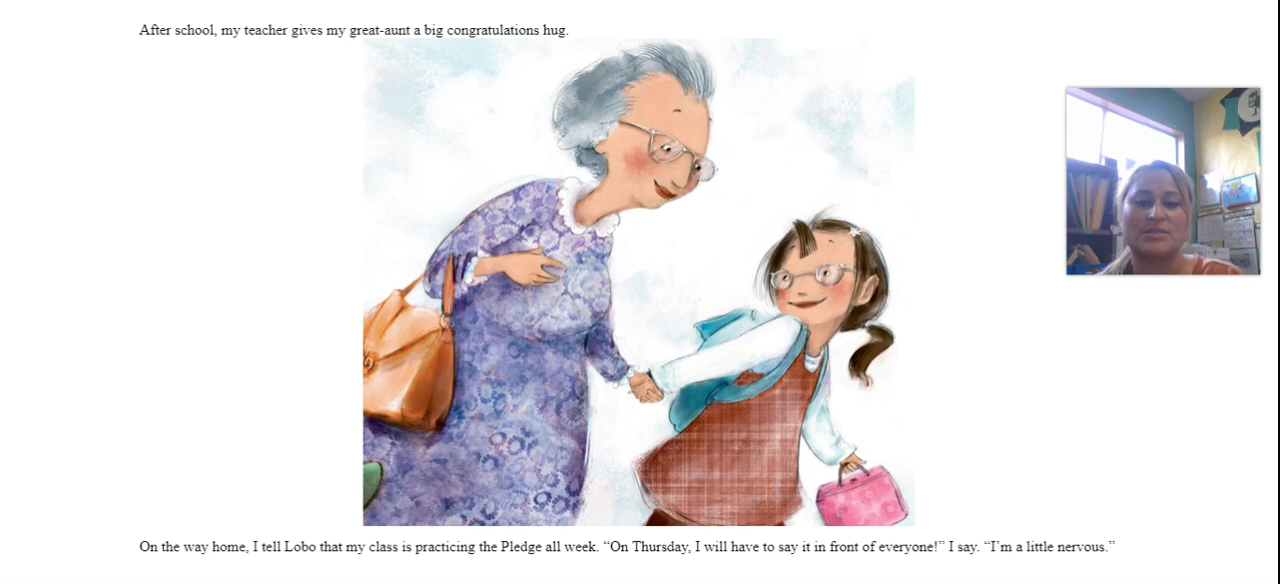 After school, my teacher gives my great-aunt a big congratulations hug.
On the way home, I tell Lobo that my class is practicing the Pledge all week. “On Thursday, I will have to say it in front of everyone!” I say. “I’m a little nervous.”